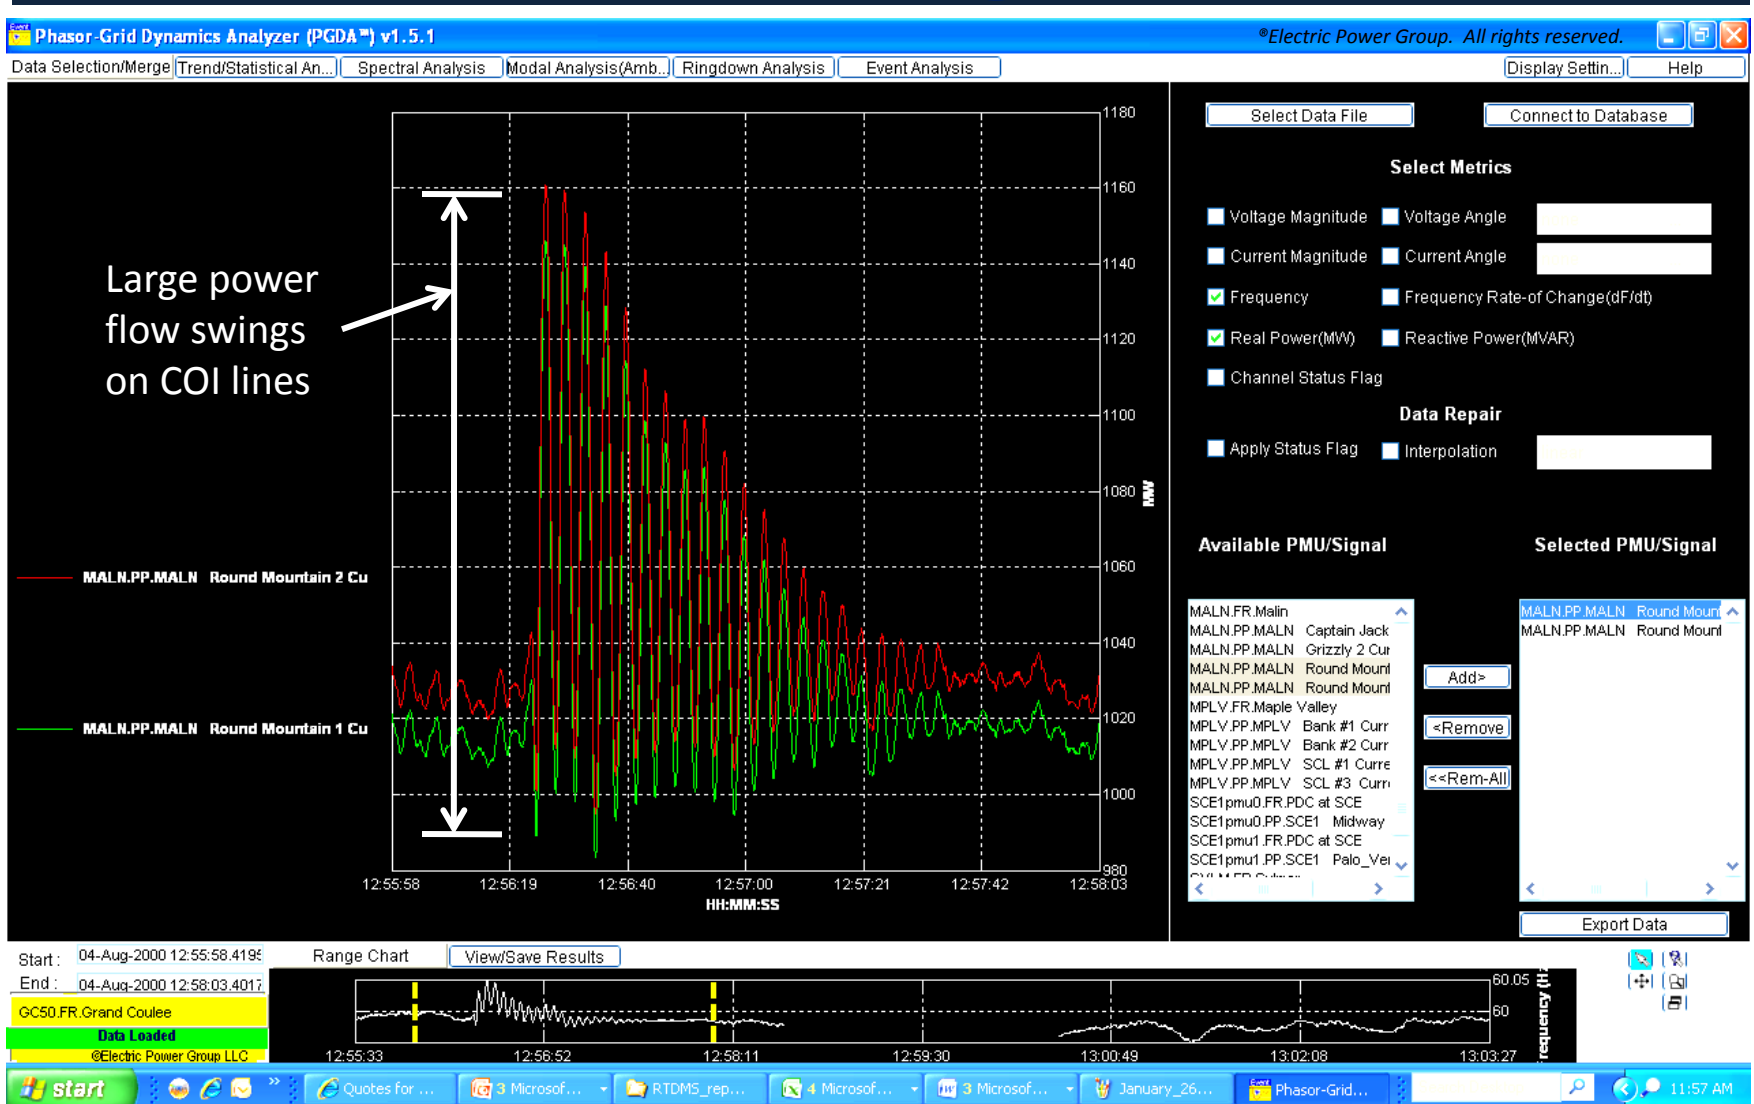 Phasor-Grid Dynamics Analyzer (PGDA™) v1.5.1
®Electric Power Group. All rights reserved.
Data Selection/Merge
Trend/Statistical An...
Spectral Analysis
Modal Analysis(Amb...
Ringdown Analysis
Event Analysis
Display Settin...
Help
1180
1160
1140
1120
1100
1080
1060
1040
1020
1000
980
MW
Large power
flow swings
on COI lines
MALN.PP.MALN Round Mountain 2 Cu
MALN.PP.MALN Round Mountain 1 Cu
12:55:58
12:56:19
12:56:40
12:57:00
12:57:21
12:57:42
12:58:03
HH:MM:SS
Select Data File
Connect to Database
Select Metrics
Voltage Magnitude
Voltage Angle
Current Magnitude
Current Angle
Frequency
Frequency Rate-of Change(dF/dt)
Real Power(MW)
Reactive Power(MVAR)
Channel Status Flag
Data Repair
Apply Status Flag
Interpolation
Available PMU/Signal
MALN.FR.Malin
MALN.PP.MALN Captain Jack
MALN.PP.MALN Grizzly 2 Cur
MALN.PP.MALN Round Mount
MALN.PP.MALN Round Mount
MPLV.FR.Maple Valley
MPLV.PP.MPLV Bank #1 Curr
MPLV.PP.MPLV Bank #2 Curr
MPLV.PP.MPLV SCL #1 Curre
MPLV.PP.MPLV SCL #3 Curr
SCE1pmu0.FR.PDC at SCE
SCE1pmu0.PP.SCE1 Midway
SCE1pmu1.FR.PDC at SCE
SCE1pmu1.PP.SCE1 Palo_Ve
Add>
<Remove
<<Rem-All
Selected PMU/Signal
MALN.PP.MALN Round Mount
MALN.PP.MALN Round Mount
Export Data
Start :
04-Aug-2000 12:55:58.419
End :
04-Aug-2000 12:58:03.401
GC50.FR.Grand Coulee
Data Loaded
©Electric Power Group LLC
Range Chart
View/Save Results
60.05
60
requency (H
12:55:33
12:56:52
12:58:11
12:59:30
13:00:49
13:02:08
13:03:27
start
Quotes for ...
3 Microsof...
RTDMS_rep...
4 Microsof...
3 Microsof...
January_26...
Phasor-Grid...
11:57 AM